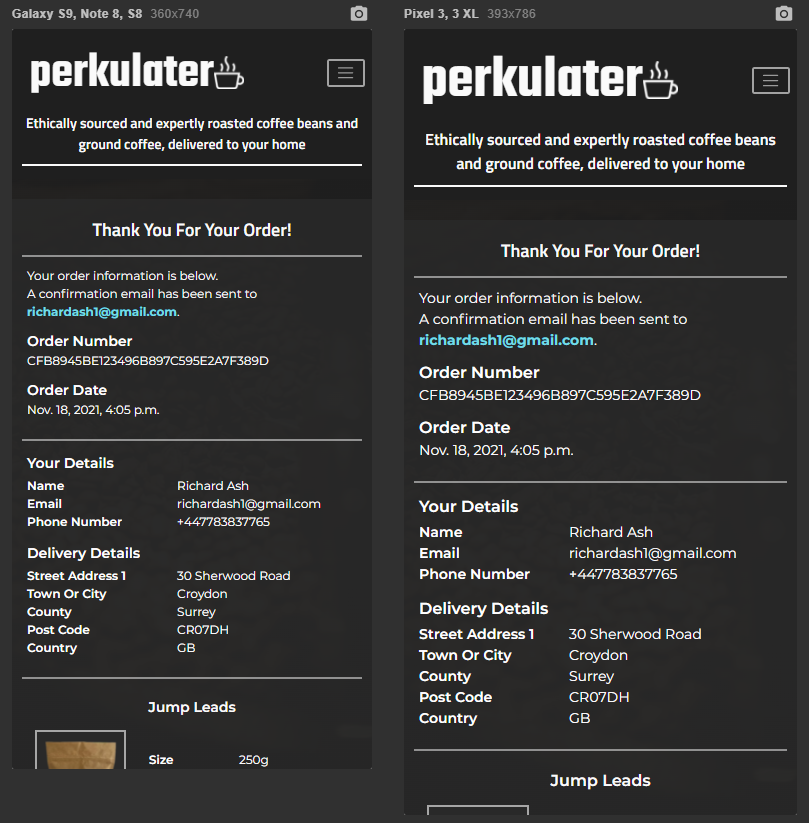 Galaxy S9, Note 8, S8 360x740
perkulater
Ethically sourced and expertly roasted coffee beans and
ground coffee, delivered to your home
Thank You For Your Order!
Your order information is below.
A confirmation email has been sent to
richardash1@gmail.com.
Order Number
CFB8945BE123496B897C595E2A7F389D
Order Date
Nov. 18, 2021, 4:05 p.m.
Your Details
Name Richard Ash
Email richardash1@gmail.com
Phone Number +447783837765
Delivery Details
Street Address 1 30 Sherwood Road
Town Or City Croydon
County Surrey
Post Code CR07DH
Country GB
Jump Leads
Size 250g
Pixel 3, 3 XL 393x786
perkulater
Ethically sourced and expertly roasted coffee beans
and ground coffee, delivered to your home
Thank You For Your Order!
Your order information is below.
A confirmation email has been sent to
richardash1@gmail.com.
Order Number
CFB8945BE123496B897C595E2A7F389D
Order Date
Nov. 18, 2021, 4:05 p.m.
Your Details
Name Richard Ash
Email richardash1@gmail.com
Phone Number +447783837765
Delivery Details
Street Address 1 30 Sherwood Road
Town Or City Croydon
County Surrey
Post Code CR07DH
Country GB
Jump Leads